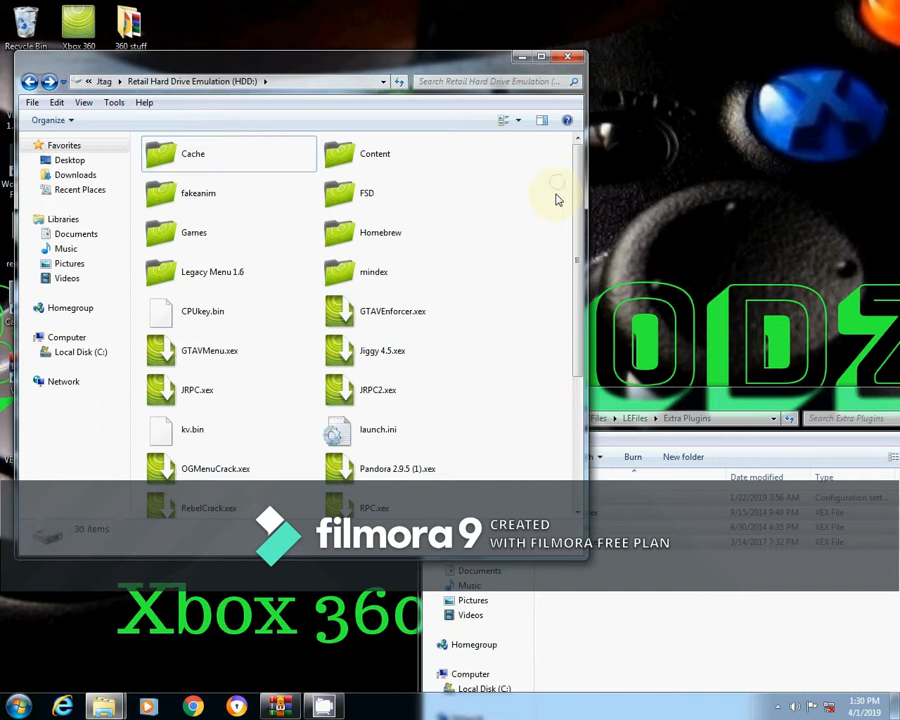 Recycle Bin
Xbox 360
360 stuff
Jtag
Retail Hard Drive Emulation (HDD:)
Search Retail Hard Drive Emulation (...
File
Edit
View
Tools
Help
Organize
Favorites
Desktop
Downloads
Recent Places
Libraries
Documents
Music
Pictures
Videos
Homegroup
Computer
Local Disk (C:)
Network
Cache
Content
fakeanim
FSD
Games
Homebrew
Legacy Menu 1.6
mindex
CPUkey.bin
GTAVEnforcer.xex
GTAVMenu.xex
Jiggy 4.5.xex
JRPC.xex
JRPC2.xex
kv.bin
launch.ini
OGMenuCrack.xex
Pandora 2.9.5 (1).xex
RebelCrack.xex
RPC.xex
30 items
ODZ
Files
LEFiles
Extra Plugins
Search Extra Plugins
Burn
New folder
Date modified
Type
1/22/2019 3:56 AM
Configuration sett...
9/15/2014 9:40 PM
XEX File
6/30/2014 4:35 PM
XEX File
3/14/2017 7:32 PM
XEX File
filmora9
CREATED
WITH FILMORA FREE PLAN
Documents
Music
Pictures
Videos
Homegroup
Computer
Local Disk (C:)
Xbox 360
1:30 PM
4/1/2019